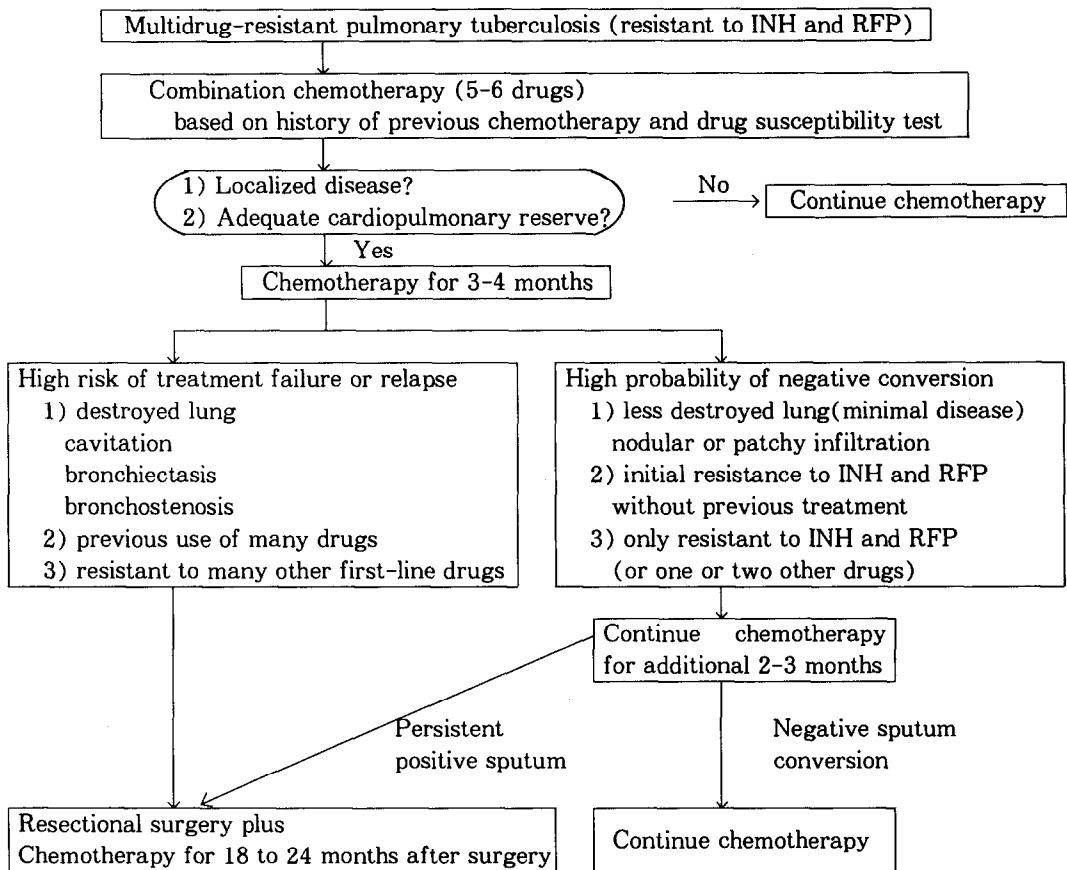 Multidrug-resistant pulmonary tuberculosis (resistant to INH and RFP)
Combination chemotherapy (5-6 drugs)
based on history of previous chemotherapy and drug susceptibility test
1) Localized disease?
2) Adequate cardiopulmonary reserve?
No
Continue chemotherapy
Yes
Chemotherapy for 3-4 months
High risk of treatment failure or relapse
1) destroyed lung
cavitation
bronchiectasis
bronchostenosis
2) previous use of many drugs
3) resistant to many other first-line drugs
High probability of negative conversion
1) less destroyed lung(minimal disease)
nodular or patchy infiltration
2) initial resistance to INH and RFP
without previous treatment
3) only resistant to INH and RFP
(or one or two other drugs)
Continue chemotherapy
for additional 2-3 months
Persistent
positive sputum
Negative sputum
conversion
Resectional surgery plus
Chemotherapy for 18 to 24 months after surgery
Continue chemotherapy